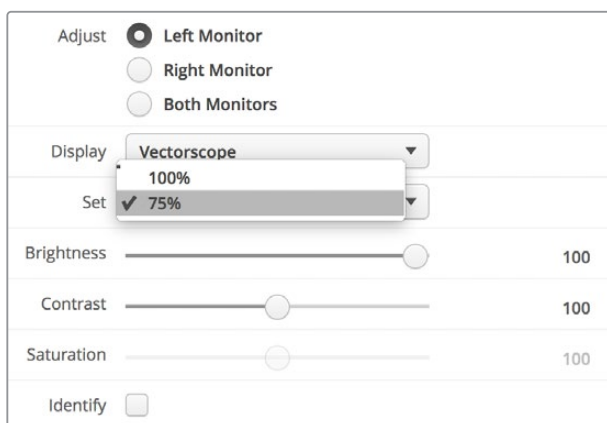 Adjust Left Monitor
Right Monitor
Both Monitors
Display Vectorscope
100%
Set 75%
Brightness 100
Contrast 100
Saturation 100
Identify